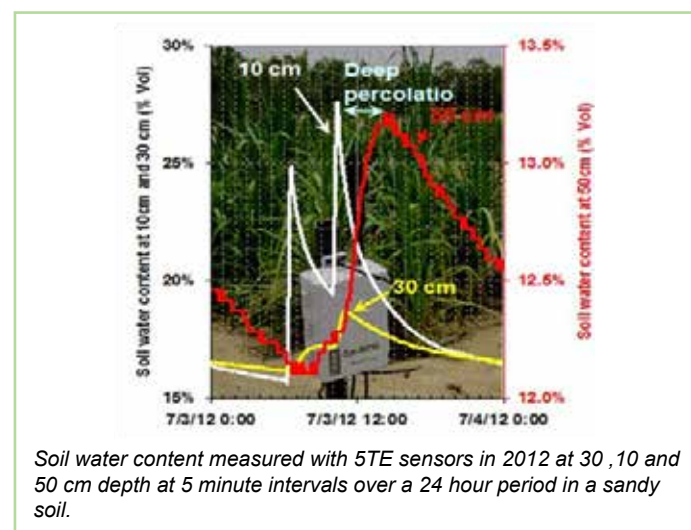 30%
25%
20%
15%
Soil water content at 10cm and 30 cm (% Vol)
10 cm
Deep
percolatio
50 cm
30 cm
13.5%
13.0%
12.5%
12.0%
Soil water content at 50cm (% Vol)
7/3/12 0:00
7/3/12 12:00
7/4/12 0:00
Soil water content measured with 5TE sensors in 2012 at 30 ,10 and
50 cm depth at 5 minute intervals over a 24 hour period in a sandy
soil.